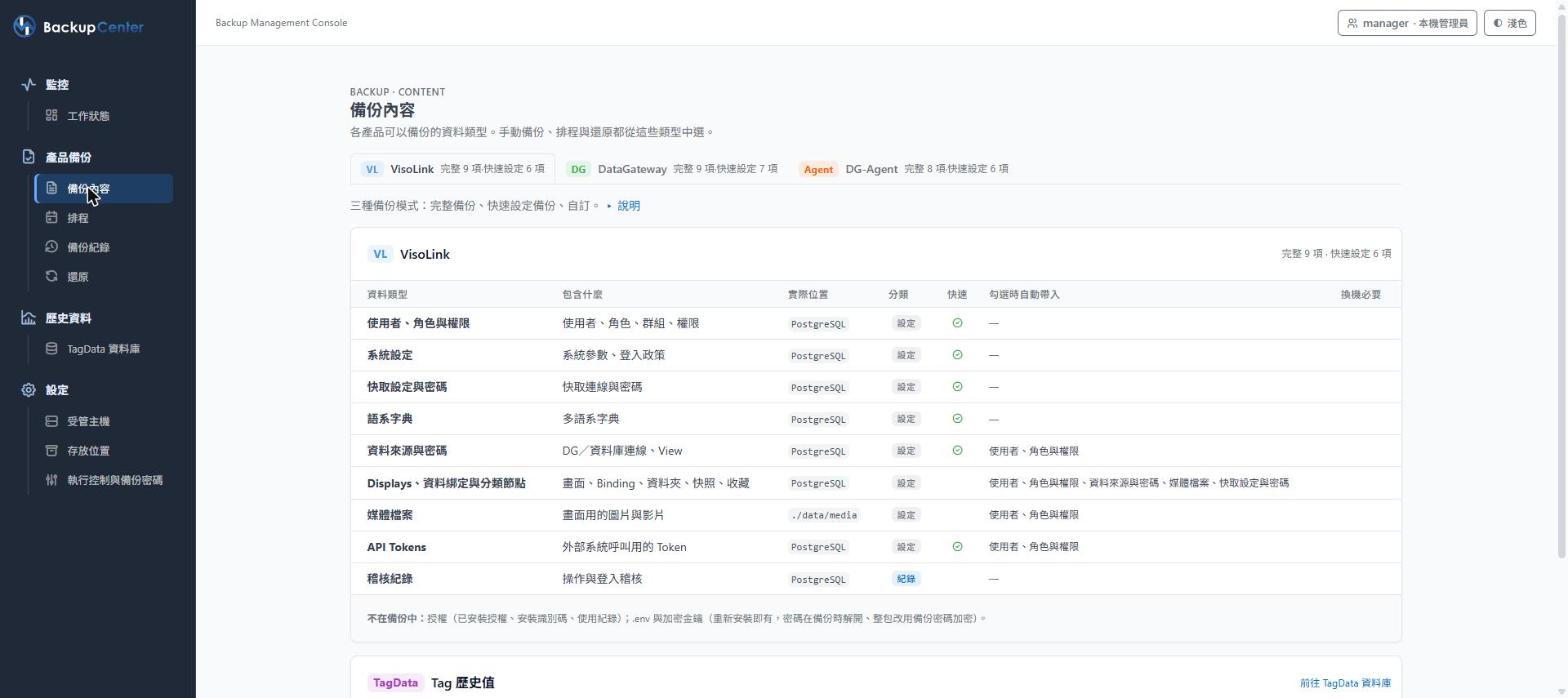 BackupCenter
Backup Management Console
manager · 本機管理員
淺色
監控
工作狀態
產品備份
備份內容
排程
備份紀錄
還原
歷史資料
TagData 資料庫
設定
受管主機
存放位置
執行控制與備份密碼
BACKUP · CONTENT
備份內容
各產品可以備份的資料類型。手動備份、排程與還原都從這些類型中選。
VL VisoLink 完整 9 項·快速設定 6 項 DG DataGateway 完整 9 項·快速設定 7 項 Agent DG-Agent 完整 8 項·快速設定 6 項
三種備份模式：完整備份、快速設定備份、自訂。 ▸ 說明
VL VisoLink 完整 9 項 · 快速設定 6 項
資料類型 包含什麼 實際位置 分類 快速 勾選時自動帶入 換機必要
使用者、角色與權限 使用者、角色、群組、權限 PostgreSQL 設定 —
系統設定 系統參數、登入政策 PostgreSQL 設定 —
快取設定與密碼 快取連線與密碼 PostgreSQL 設定 —
語系字典 多語系字典 PostgreSQL 設定 —
資料來源與密碼 DG／資料庫連線、View PostgreSQL 設定 使用者、角色與權限
Displays、資料綁定與分類節點 畫面、Binding、資料夾、快照、收藏 PostgreSQL 設定 使用者、角色與權限、資料來源與密碼、媒體檔案、快取設定與密碼
媒體檔案 畫面用的圖片與影片 ./data/media 設定 使用者、角色與權限
API Tokens 外部系統呼叫用的 Token PostgreSQL 設定 使用者、角色與權限
稽核紀錄 操作與登入稽核 PostgreSQL 紀錄 —
不在備份中：授權（已安裝授權、安裝識別碼、使用紀錄）；.env 與加密金鑰（重新安裝即有，密碼在備份時解開、整包改用備份密碼加密）。
TagData Tag 歷史值 前往 TagData 資料庫